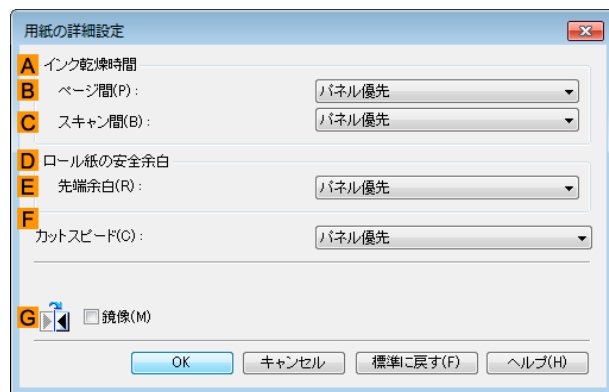 用紙の詳細設定
A インク乾燥時間
B ページ間(P): パネル優先
C スキャン間(B): パネル優先
D ロール紙の安全余白
E 先端余白(R): パネル優先
F
カットスピード(C): パネル優先
G 鏡像(M)
OK キャンセル 標準に戻す(F) ヘルプ(H)